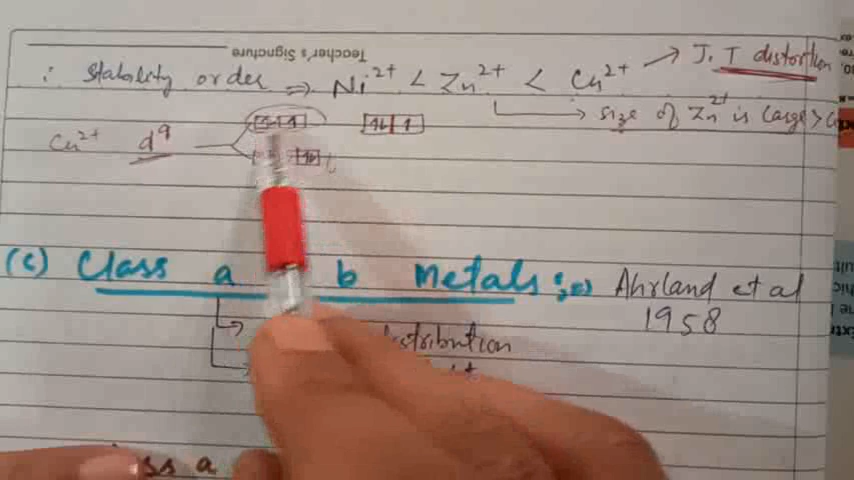 Teacher's Signature
∴ Stability order ⇒ Ni²⁺ < Zn²⁺ < Cu²⁺ → J.T distortion
→ size of Zn²⁺ is large >
Cu²⁺ d⁹
(c) Class a b Metals :⇒ Ahrland et al
1958
distribution
a